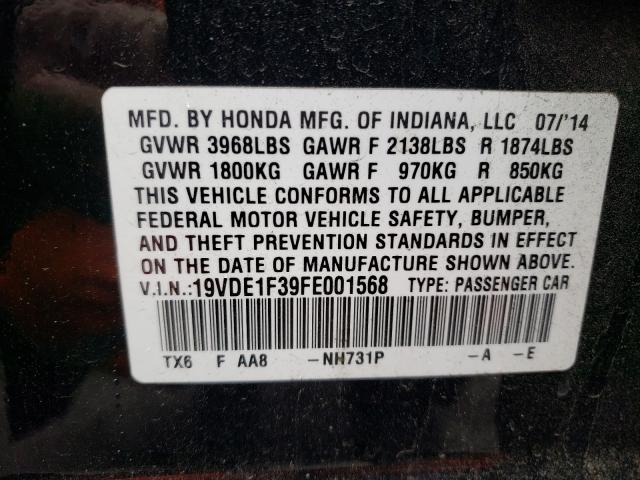 MFD. BY HONDA MFG. OF INDIANA, LLC 07/'14
GVWR 3968LBS GAWR F 2138LBS R 1874LBS
GVWR 1800KG GAWR F 970KG R 850KG
THIS VEHICLE CONFORMS TO ALL APPLICABLE
FEDERAL MOTOR VEHICLE SAFETY, BUMPER,
AND THEFT PREVENTION STANDARDS IN EFFECT
ON THE DATE OF MANUFACTURE SHOWN ABOVE.
V.I.N.:19VDE1F39FE001568 TYPE: PASSENGER CAR
TX6 F AA8 -NH731P -A -E